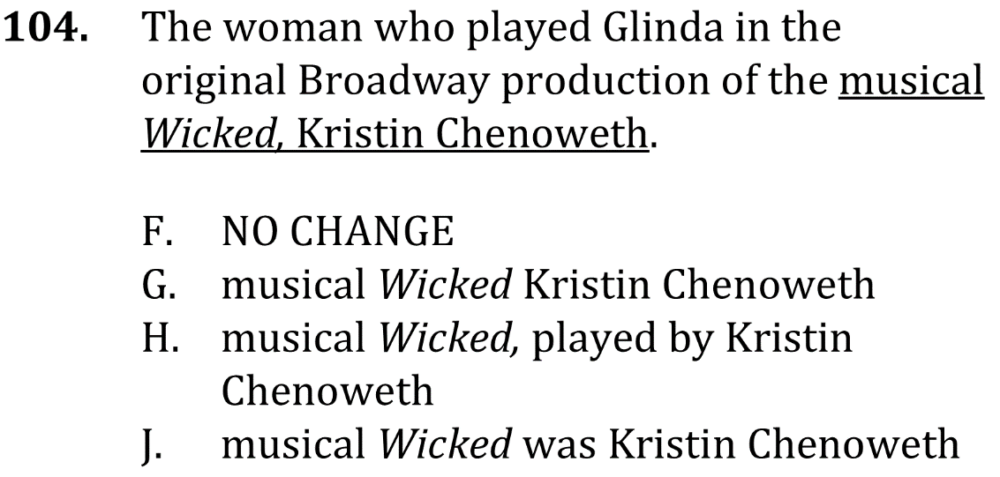 104. The woman who played Glinda in the
original Broadway production of the musical
Wicked, Kristin Chenoweth.
F. NO CHANGE
G. musical Wicked Kristin Chenoweth
H. musical Wicked, played by Kristin
Chenoweth
J. musical Wicked was Kristin Chenoweth